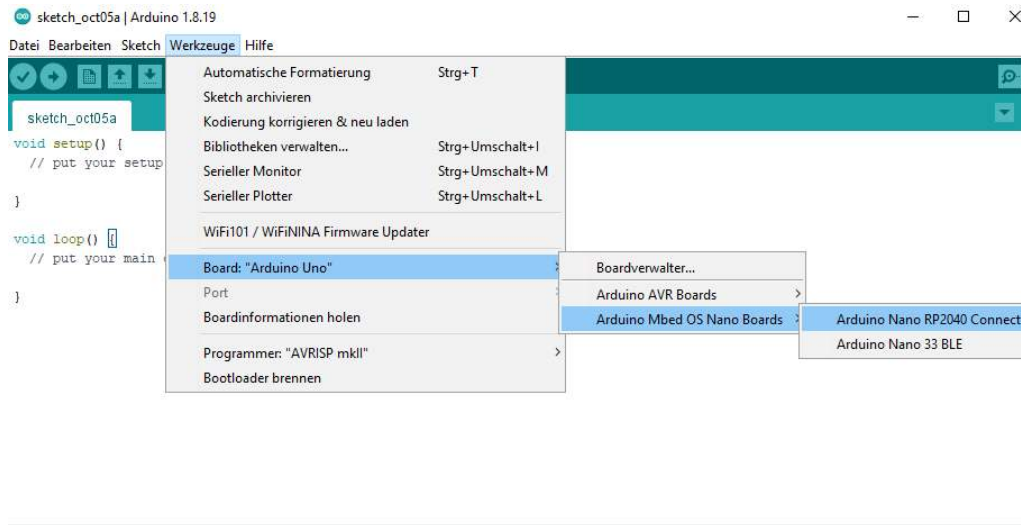 sketch_oct05a | Arduino 1.8.19
Datei Bearbeiten Sketch Werkzeuge Hilfe
sketch_oct05a
Automatische Formatierung Strg+T
Sketch archivieren
Kodierung korrigieren & neu laden
Bibliotheken verwalten... Strg+Umschalt+I
Serieller Monitor Strg+Umschalt+M
Serieller Plotter Strg+Umschalt+L
WiFi101 / WiFiNINA Firmware Updater
Board: "Arduino Uno"
Port
Boardinformationen holen
Programmer: "AVRISP mkII"
Bootloader brennen
Boardverwalter...
Arduino AVR Boards
Arduino Mbed OS Nano Boards
Arduino Nano RP2040 Connect
Arduino Nano 33 BLE
void setup() {
// put your setup
}
void loop() {
// put your main
}